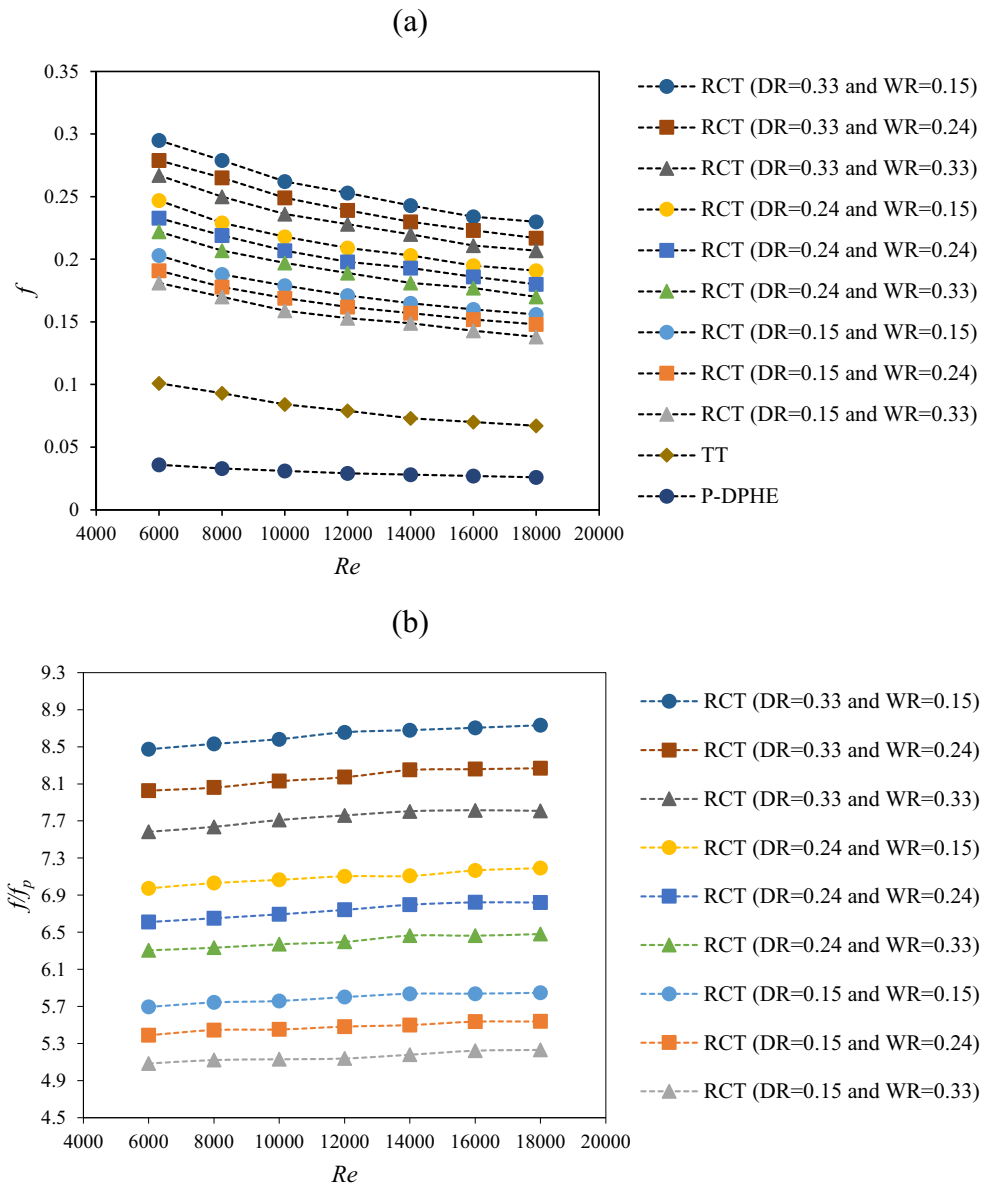 (a)
0.35
0.3
0.25
0.2
0.15
0.1
0.05
0
f
4000 6000 8000 10000 12000 14000 16000 18000 20000
Re
RCT (DR=0.33 and WR=0.15)
RCT (DR=0.33 and WR=0.24)
RCT (DR=0.33 and WR=0.33)
RCT (DR=0.24 and WR=0.15)
RCT (DR=0.24 and WR=0.24)
RCT (DR=0.24 and WR=0.33)
RCT (DR=0.15 and WR=0.15)
RCT (DR=0.15 and WR=0.24)
RCT (DR=0.15 and WR=0.33)
TT
P-DPHE
(b)
9.3
8.9
8.5
8.1
7.7
7.3
6.9
6.5
6.1
5.7
5.3
4.9
4.5
f/fp
4000 6000 8000 10000 12000 14000 16000 18000 20000
Re
RCT (DR=0.33 and WR=0.15)
RCT (DR=0.33 and WR=0.24)
RCT (DR=0.33 and WR=0.33)
RCT (DR=0.24 and WR=0.15)
RCT (DR=0.24 and WR=0.24)
RCT (DR=0.24 and WR=0.33)
RCT (DR=0.15 and WR=0.15)
RCT (DR=0.15 and WR=0.24)
RCT (DR=0.15 and WR=0.33)